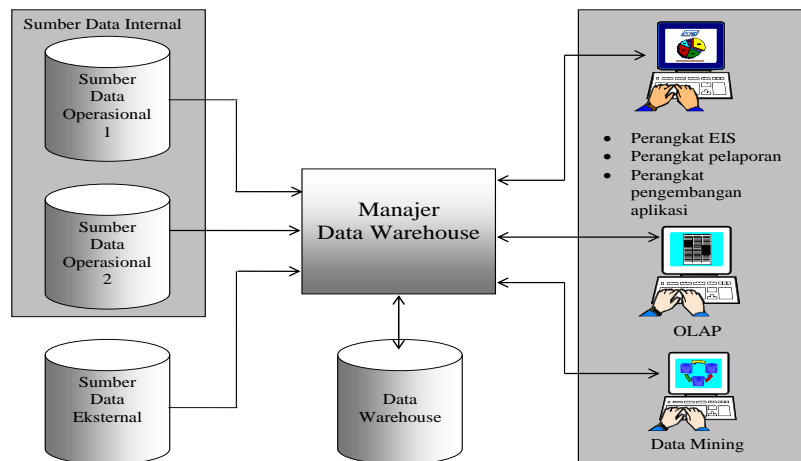 Sumber Data Internal
Sumber
Data
Operasional
1
Sumber
Data
Operasional
2
Sumber
Data
Eksternal
Manajer
Data Warehouse
Data
Warehouse
• Perangkat EIS
• Perangkat pelaporan
• Perangkat
pengembangan
aplikasi
OLAP
Data Mining